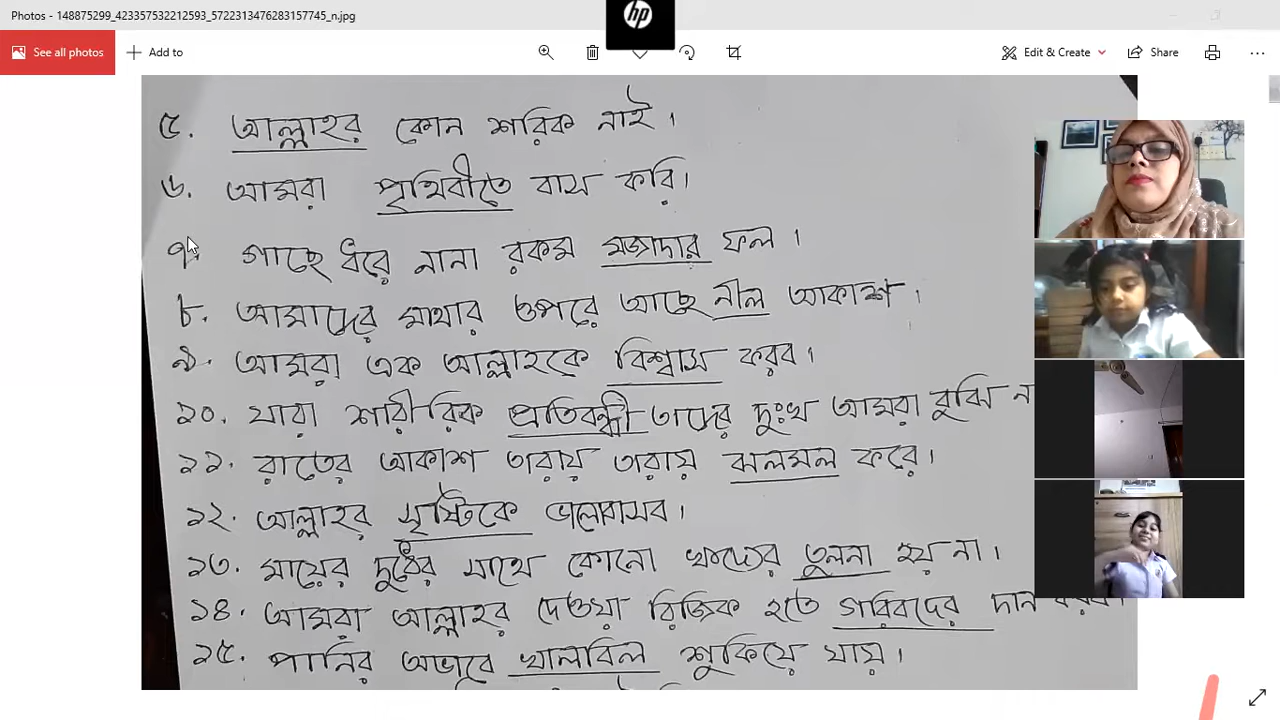 Photos - 148875299_423357532212593_5722313476283157745_n.jpg
hp
See all photos
Add to
Edit & Create
Share
৫. আল্লাহর কোন শরিক নাই।
৬. আমরা পৃথিবীতে বাস করি।
৭. গাছে ধরে নানা রকম মজাদার ফল।
৮. আমাদের মাথার ওপরে আছে নীল আকাশ।
৯. আমরা এক আল্লাহকে বিশ্বাস করব।
১০. যারা শারীরিক প্রতিবন্ধী তাদের দুঃখ আমরা বুঝি
১১. রাতের আকাশ তারায় তারায় ঝলমল করে।
১২. আল্লাহর সৃষ্টিকে ভালোবাসব।
১৩. মায়ের দুধের সাথে কোনো খাদ্যের তুলনা হয় না।
১৪. আমরা আল্লাহর দেওয়া রিজিক হতে গরিবদের দান
১৫. পানির অভাবে খালবিল শুকিয়ে যায়।